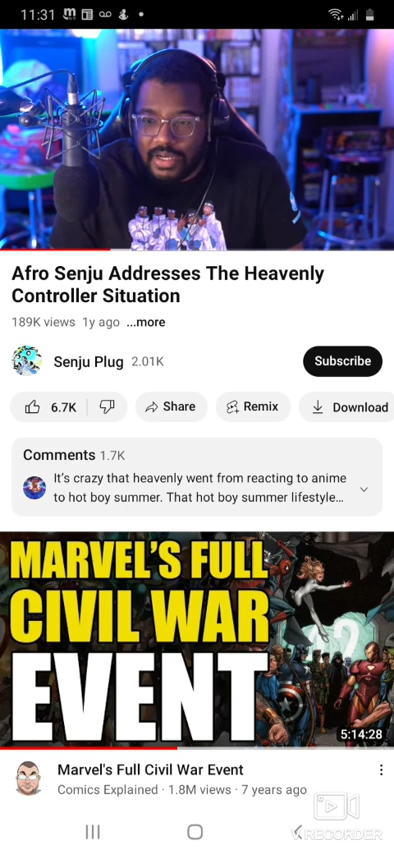 11:31
Afro Senju Addresses The Heavenly
Controller Situation
189K views 1y ago ...more
Senju Plug 2.01K
Subscribe
6.7K
Share
Remix
Download
Comments 1.7K
It's crazy that heavenly went from reacting to anime
to hot boy summer. That hot boy summer lifestyle...
MARVEL'S FULL
CIVIL WAR
EVENT
5:14:28
Marvel's Full Civil War Event
Comics Explained · 1.8M views · 7 years ago
VRECORDER